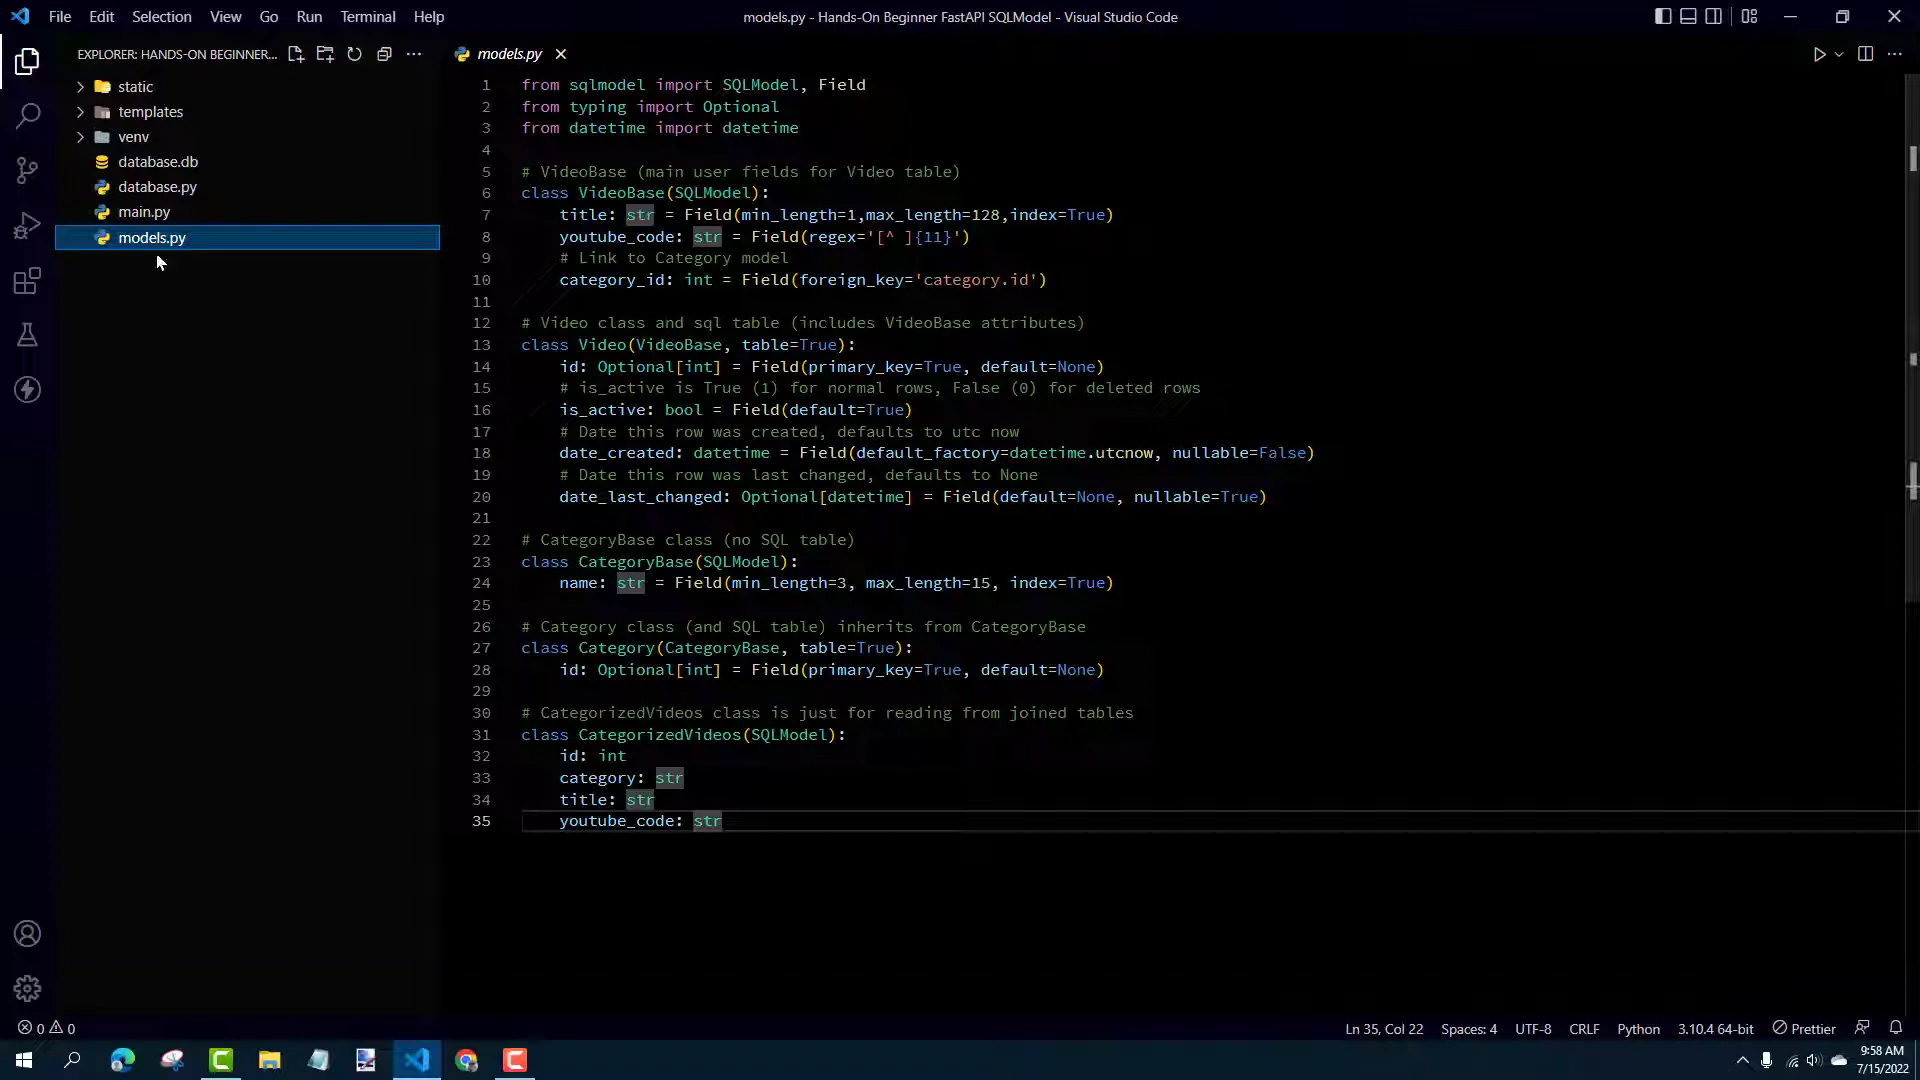 File Edit Selection View Go Run Terminal Help
models.py - Hands-On Beginner FastAPI SQLModel - Visual Studio Code
EXPLORER: HANDS-ON BEGINNER...
static
templates
venv
database.db
database.py
main.py
models.py
models.py
1 from sqlmodel import SQLModel, Field
2 from typing import Optional
3 from datetime import datetime
4
5 # VideoBase (main user fields for Video table)
6 class VideoBase(SQLModel):
7 title: str = Field(min_length=1,max_length=128,index=True)
8 youtube_code: str = Field(regex='[^ ]{11}')
9 # Link to Category model
10 category_id: int = Field(foreign_key='category.id')
11
12 # Video class and sql table (includes VideoBase attributes)
13 class Video(VideoBase, table=True):
14 id: Optional[int] = Field(primary_key=True, default=None)
15 # is_active is True (1) for normal rows, False (0) for deleted rows
16 is_active: bool = Field(default=True)
17 # Date this row was created, defaults to utc now
18 date_created: datetime = Field(default_factory=datetime.utcnow, nullable=False)
19 # Date this row was last changed, defaults to None
20 date_last_changed: Optional[datetime] = Field(default=None, nullable=True)
21
22 # CategoryBase class (no SQL table)
23 class CategoryBase(SQLModel):
24 name: str = Field(min_length=3, max_length=15, index=True)
25
26 # Category class (and SQL table) inherits from CategoryBase
27 class Category(CategoryBase, table=True):
28 id: Optional[int] = Field(primary_key=True, default=None)
29
30 # CategorizedVideos class is just for reading from joined tables
31 class CategorizedVideos(SQLModel):
32 id: int
33 category: str
34 title: str
35 youtube_code: str
0 0
Ln 35, Col 22 Spaces: 4 UTF-8 CRLF Python 3.10.4 64-bit Prettier
9:58 AM
7/15/2022